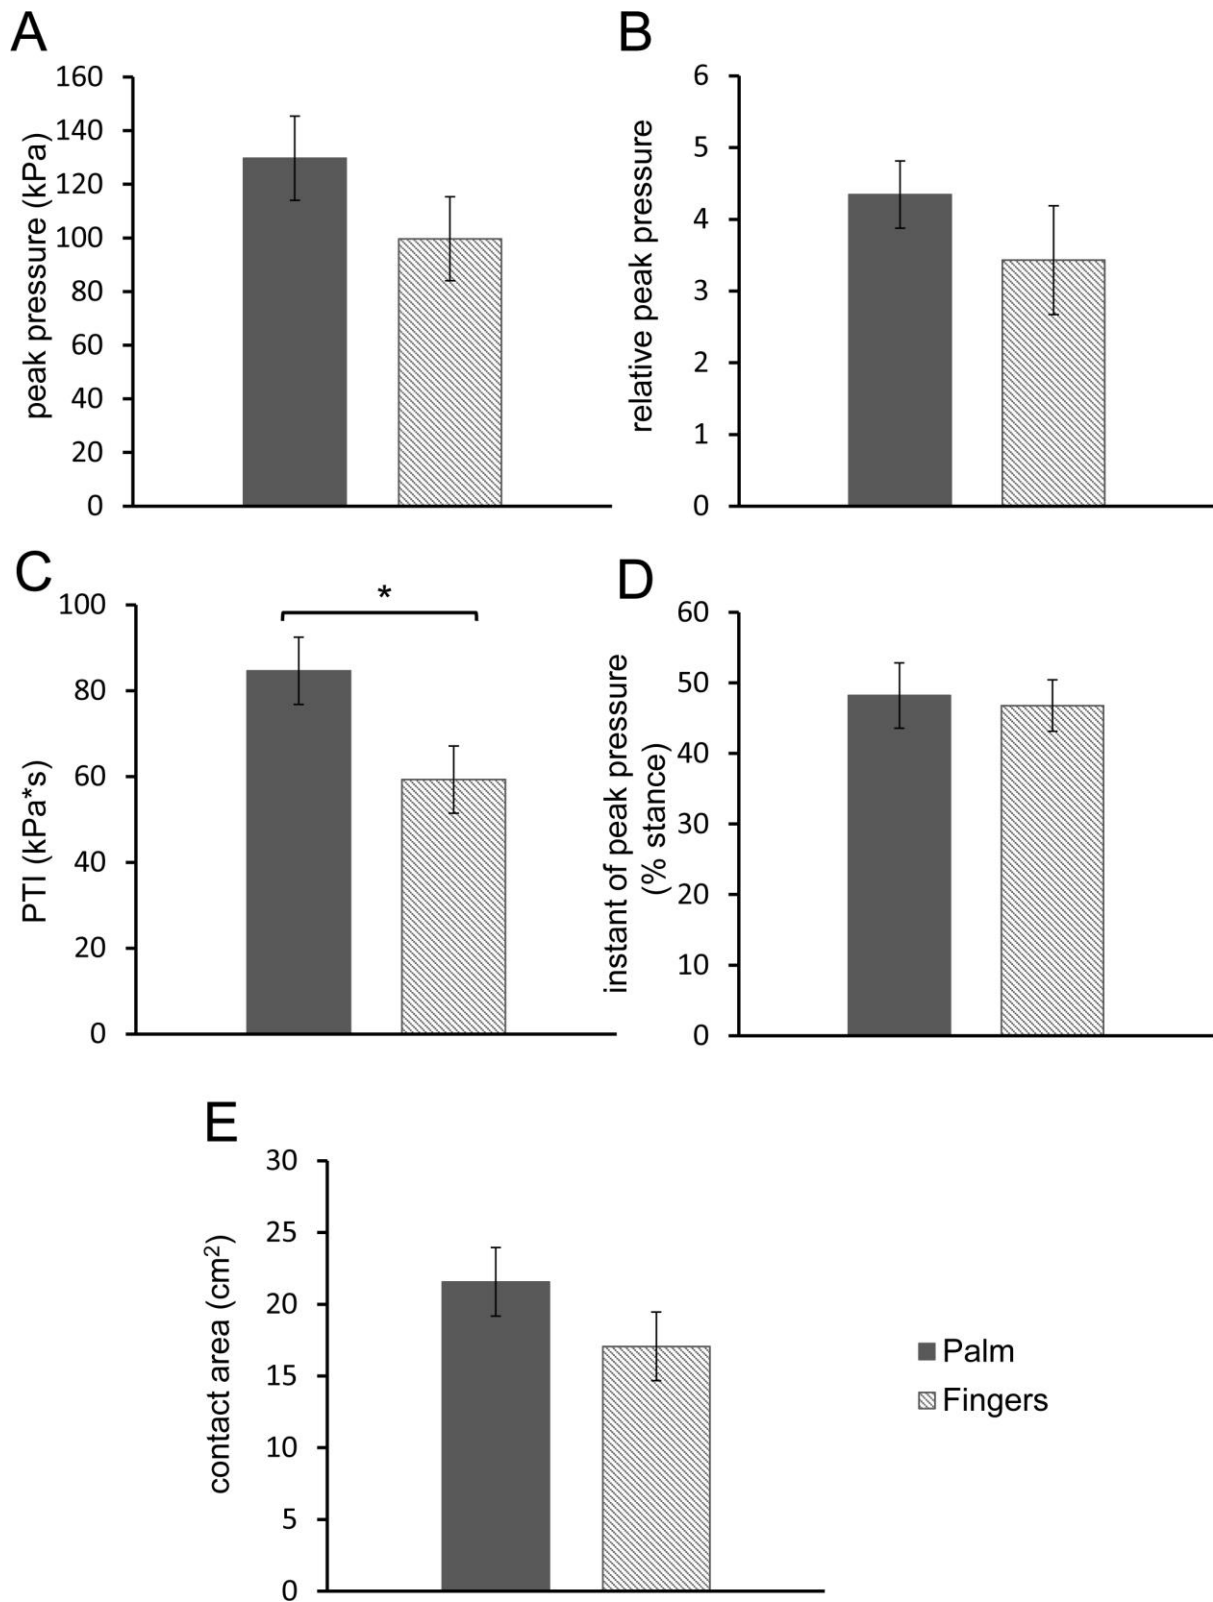 A
160
140
120
100
80
60
40
20
0
peak pressure (kPa)
B
6
5
4
3
2
1
0
relative peak pressure
C
100
80
60
40
20
0
PTI (kPa*s)
*
D
60
50
40
30
20
10
0
instant of peak pressure
(% stance)
E
30
25
20
15
10
5
0
contact area (cm²)
Palm
Fingers